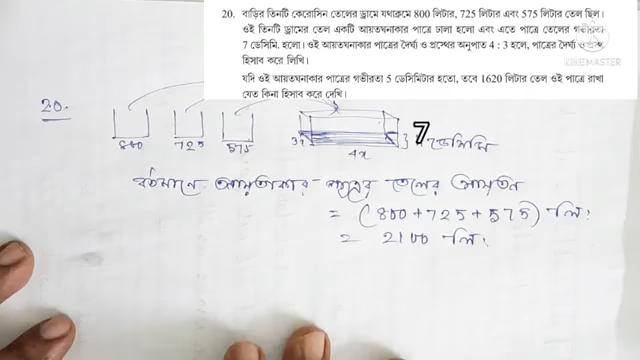 20. বাড়ির তিনটি কেরোসিন তেলের ড্রামে যথাক্রমে 800 লিটার, 725 লিটার এবং 575 লিটার তেল ছিল।
ওই তিনটি ড্রামের তেল একটি আয়তঘনাকার পাত্রে ঢালা হলো এবং এতে পাত্রে তেলের গভীরতা
7 ডেসিমি. হলো। ওই আয়তঘনাকার পাত্রের দৈর্ঘ্য ও প্রস্থের অনুপাত 4 : 3 হলে, পাত্রের দৈর্ঘ্য ও প্রস্থ
হিসাব করে লিখি।
যদি ওই আয়তঘনাকার পাত্রের গভীরতা 5 ডেসিমিটার হতো, তবে 1620 লিটার তেল ওই পাত্রে রাখা
যেত কিনা হিসাব করে দেখি।
KINEMASTER
20.
800 725 575 3x 4x 7 ডেসিমি
বর্তমানে আয়তাকার পাত্রের তেলের আয়তন
= (800+725+575) লি.
= 2100 লি.